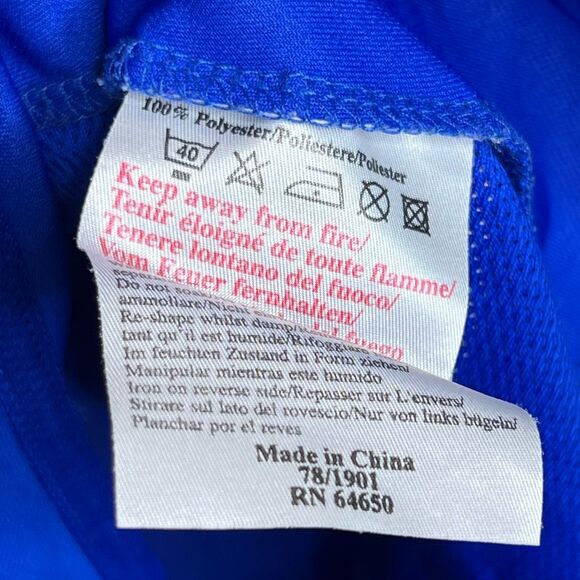 100% Polyester/Poliestere/Poliester
40
Keep away from fire/
Tenir éloigné de toute flamme/
Tenere lontano del fuoco/
Vom Feuer fernhalten/
del fuego
Do not
ammollare/
Re-shape whilst damp/
tant qu'il est humide/
Im feuchten Zustand in Form ziehen/
Manipular mientras este humido
Iron on reverse side/Repasser sur L'envers/
Stirare sul lato del rovescio/Nur von links bügeln/
Planchar por el reves
Made in China
78/1901
RN 64650